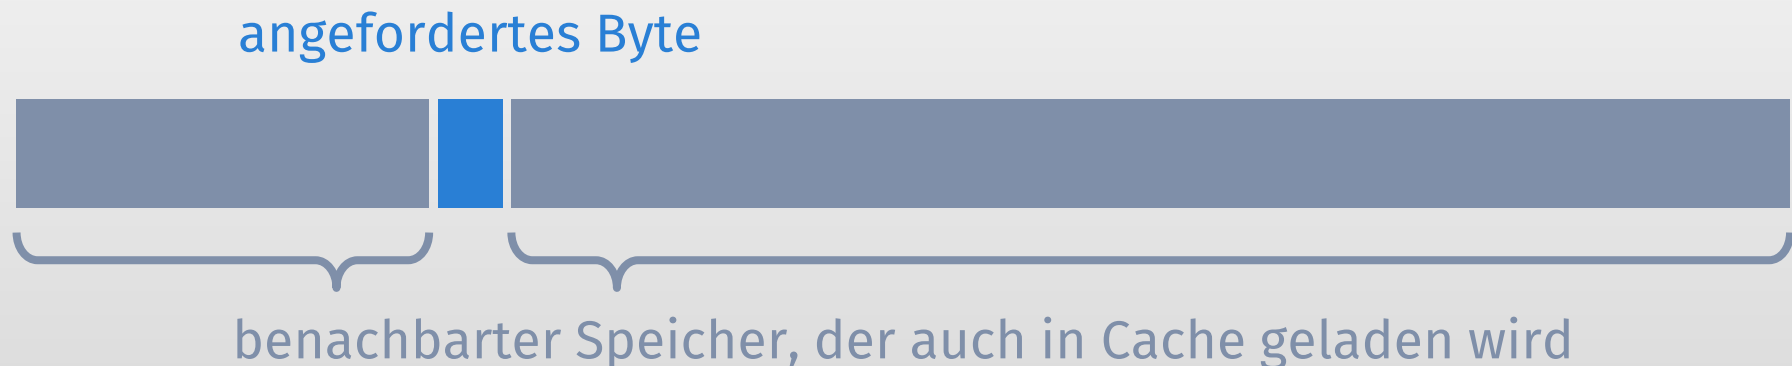 angefordertes Byte
benachbarter Speicher, der auch in Cache geladen wird